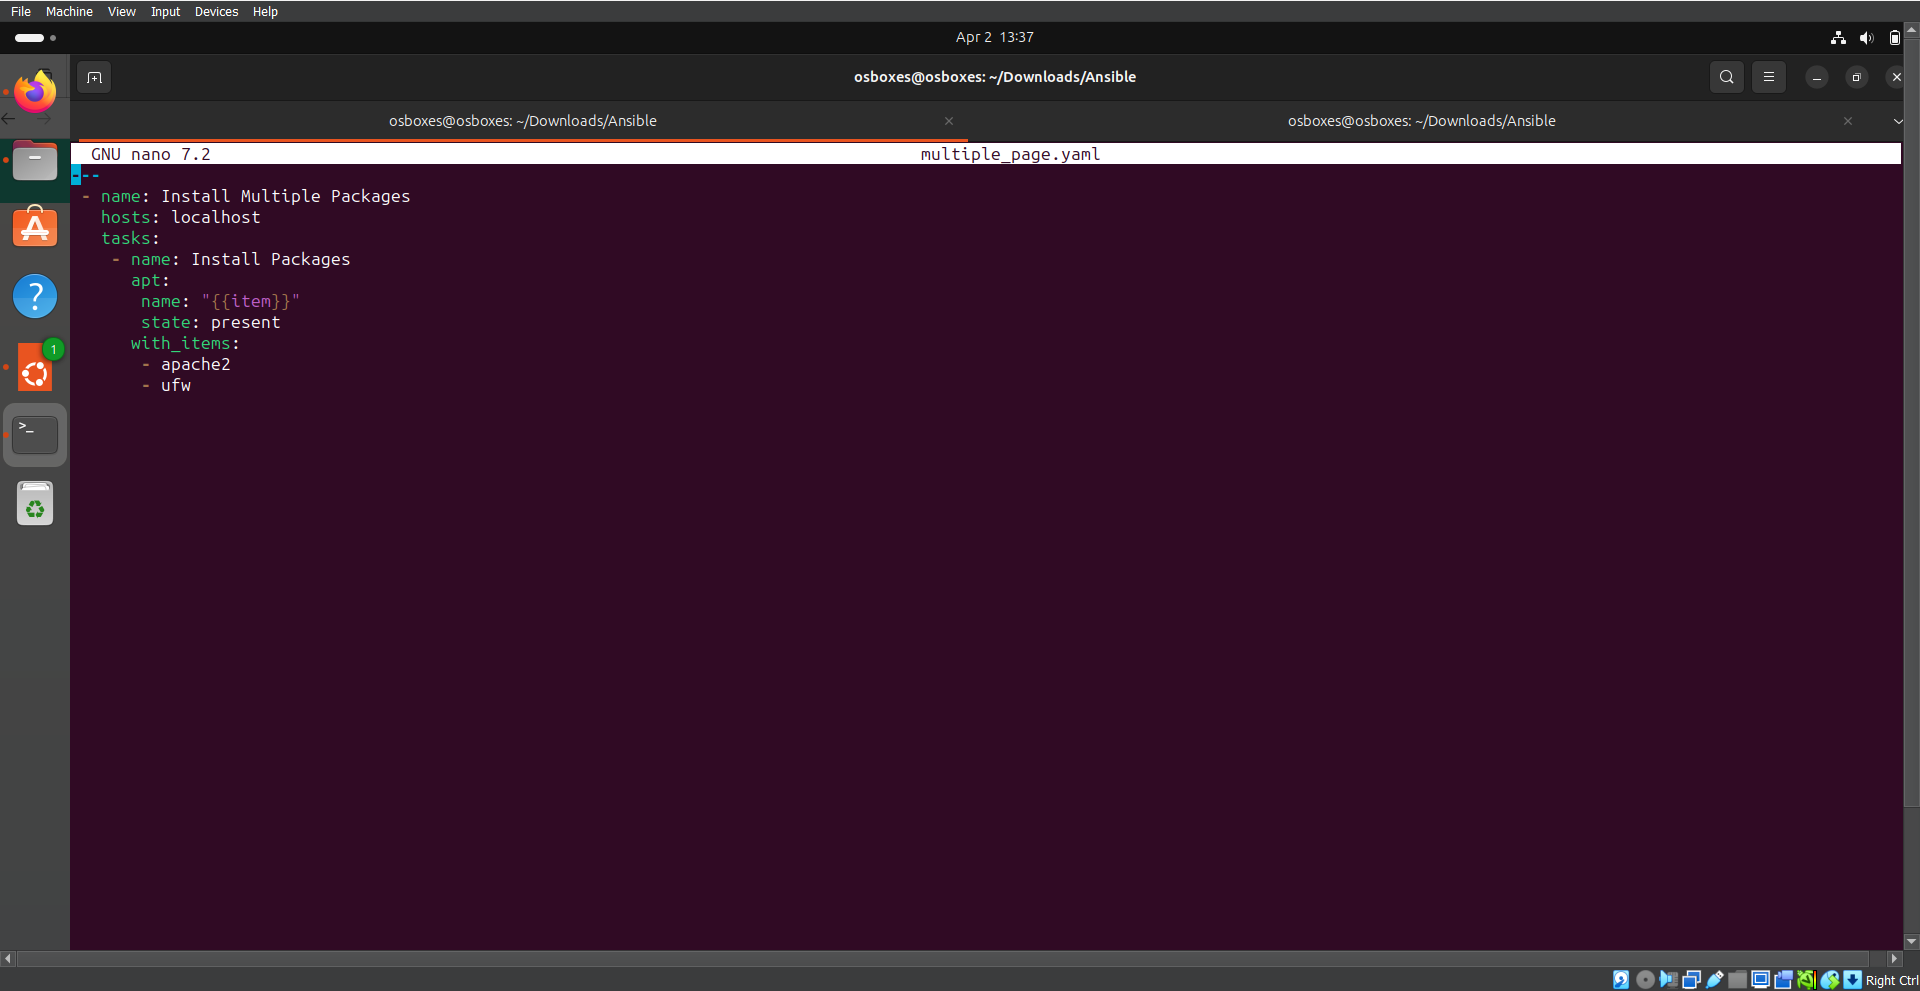 File Machine View Input Devices Help
Apr 2 13:37
osboxes@osboxes: ~/Downloads/Ansible
osboxes@osboxes: ~/Downloads/Ansible osboxes@osboxes: ~/Downloads/Ansible
GNU nano 7.2 multiple_page.yaml
---
- name: Install Multiple Packages
hosts: localhost
tasks:
- name: Install Packages
apt:
name: "{{item}}"
state: present
with_items:
- apache2
- ufw
1
Right Ctrl